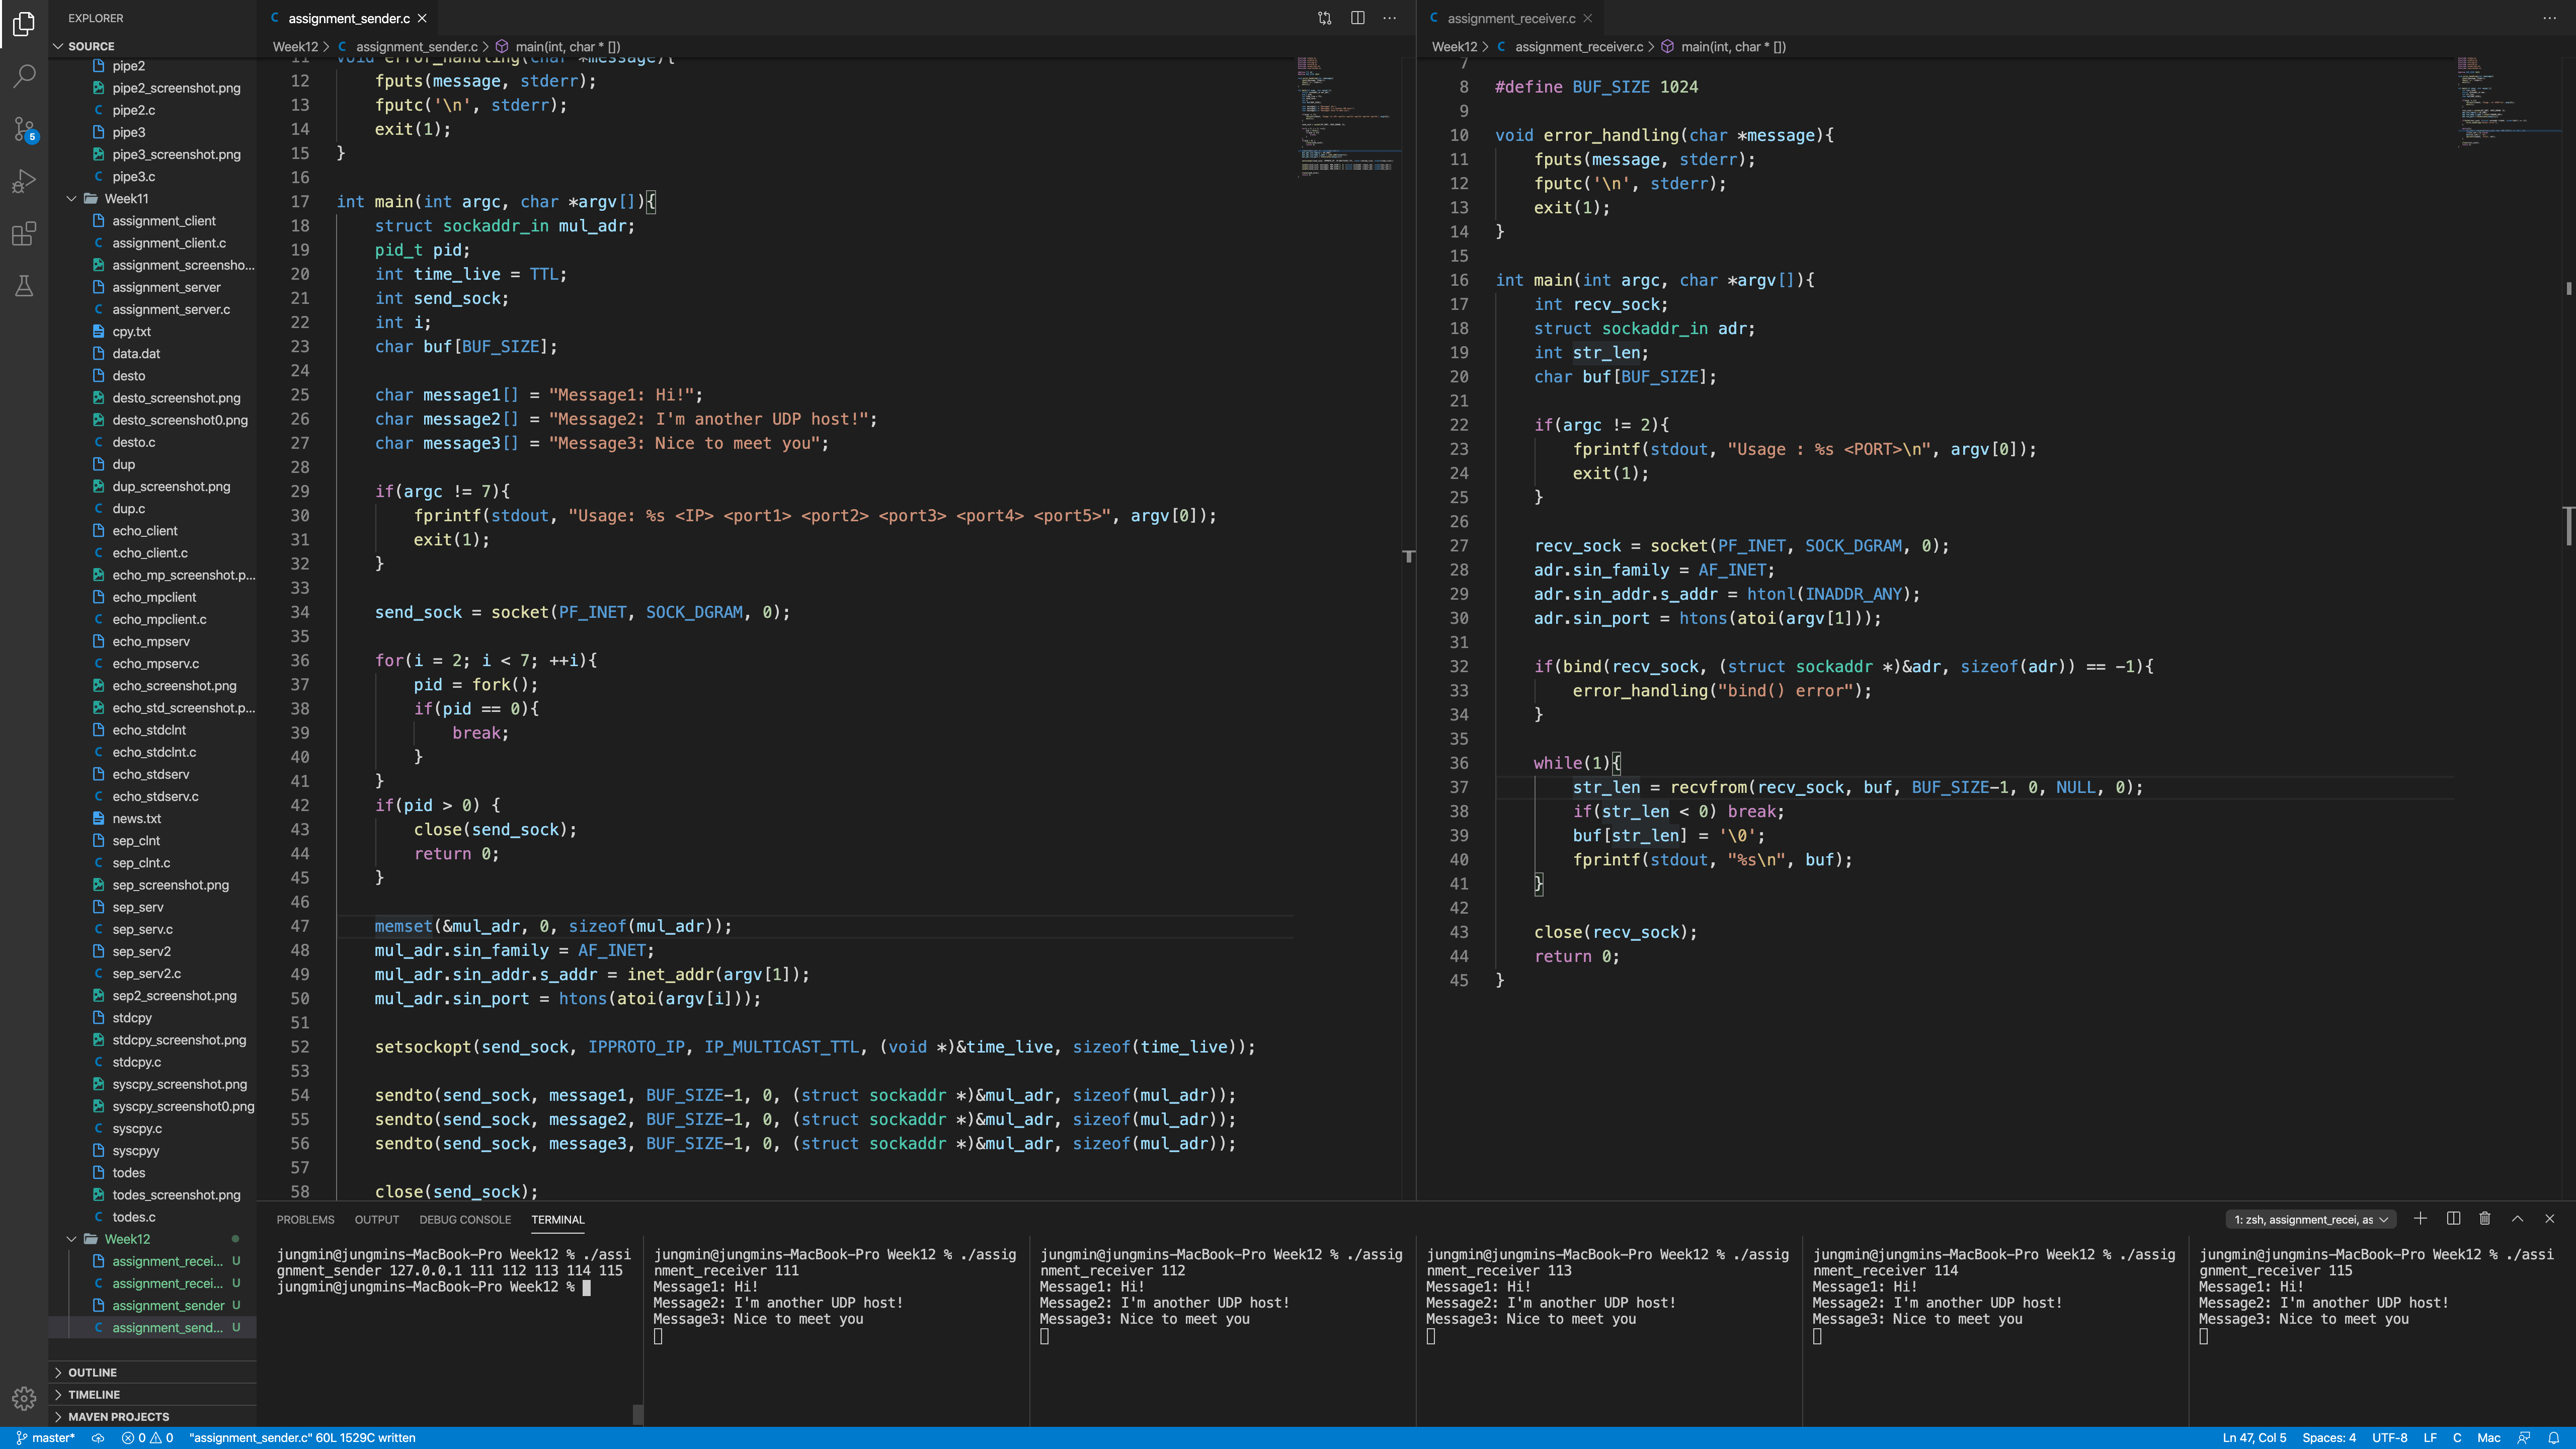 EXPLORER
SOURCE
pipe2
pipe2_screenshot.png
pipe2.c
pipe3
pipe3_screenshot.png
pipe3.c
Week11
assignment_client
assignment_client.c
assignment_screensho...
assignment_server
assignment_server.c
cpy.txt
data.dat
desto
desto_screenshot.png
desto_screenshot0.png
desto.c
dup
dup_screenshot.png
dup.c
echo_client
echo_client.c
echo_mp_screenshot.p...
echo_mpclient
echo_mpclient.c
echo_mpserv
echo_mpserv.c
echo_screenshot.png
echo_std_screenshot.p...
echo_stdclnt
echo_stdclnt.c
echo_stdserv
echo_stdserv.c
news.txt
sep_clnt
sep_clnt.c
sep_screenshot.png
sep_serv
sep_serv.c
sep_serv2
sep_serv2.c
sep2_screenshot.png
stdcpy
stdcpy_screenshot.png
stdcpy.c
syscpy_screenshot.png
syscpy_screenshot0.png
syscpy.c
syscpyy
todes
todes_screenshot.png
todes.c
Week12
assignment_recei... U
assignment_recei... U
assignment_sender U
assignment_send... U
OUTLINE
TIMELINE
MAVEN PROJECTS
5
C assignment_sender.c
Week12 > C assignment_sender.c > main(int, char * [])
11 void error_handling(char *message){
12 fputs(message, stderr);
13 fputc('\n', stderr);
14 exit(1);
15 }
16
17 int main(int argc, char *argv[]){
18 struct sockaddr_in mul_adr;
19 pid_t pid;
20 int time_live = TTL;
21 int send_sock;
22 int i;
23 char buf[BUF_SIZE];
24
25 char message1[] = "Message1: Hi!";
26 char message2[] = "Message2: I'm another UDP host!";
27 char message3[] = "Message3: Nice to meet you";
28
29 if(argc != 7){
30 fprintf(stdout, "Usage: %s <IP> <port1> <port2> <port3> <port4> <port5>", argv[0]);
31 exit(1);
32 }
33
34 send_sock = socket(PF_INET, SOCK_DGRAM, 0);
35
36 for(i = 2; i < 7; ++i){
37 pid = fork();
38 if(pid == 0){
39 break;
40 }
41 }
42 if(pid > 0) {
43 close(send_sock);
44 return 0;
45 }
46
47 memset(&mul_adr, 0, sizeof(mul_adr));
48 mul_adr.sin_family = AF_INET;
49 mul_adr.sin_addr.s_addr = inet_addr(argv[1]);
50 mul_adr.sin_port = htons(atoi(argv[i]));
51
52 setsockopt(send_sock, IPPROTO_IP, IP_MULTICAST_TTL, (void *)&time_live, sizeof(time_live));
53
54 sendto(send_sock, message1, BUF_SIZE-1, 0, (struct sockaddr *)&mul_adr, sizeof(mul_adr));
55 sendto(send_sock, message2, BUF_SIZE-1, 0, (struct sockaddr *)&mul_adr, sizeof(mul_adr));
56 sendto(send_sock, message3, BUF_SIZE-1, 0, (struct sockaddr *)&mul_adr, sizeof(mul_adr));
57
58 close(send_sock);
C assignment_receiver.c
Week12 > C assignment_receiver.c > main(int, char * [])
7
8 #define BUF_SIZE 1024
9
10 void error_handling(char *message){
11 fputs(message, stderr);
12 fputc('\n', stderr);
13 exit(1);
14 }
15
16 int main(int argc, char *argv[]){
17 int recv_sock;
18 struct sockaddr_in adr;
19 int str_len;
20 char buf[BUF_SIZE];
21
22 if(argc != 2){
23 fprintf(stdout, "Usage : %s <PORT>\n", argv[0]);
24 exit(1);
25 }
26
27 recv_sock = socket(PF_INET, SOCK_DGRAM, 0);
28 adr.sin_family = AF_INET;
29 adr.sin_addr.s_addr = htonl(INADDR_ANY);
30 adr.sin_port = htons(atoi(argv[1]));
31
32 if(bind(recv_sock, (struct sockaddr *)&adr, sizeof(adr)) == -1){
33 error_handling("bind() error");
34 }
35
36 while(1){
37 str_len = recvfrom(recv_sock, buf, BUF_SIZE-1, 0, NULL, 0);
38 if(str_len < 0) break;
39 buf[str_len] = '\0';
40 fprintf(stdout, "%s\n", buf);
41 }
42
43 close(recv_sock);
44 return 0;
45 }
PROBLEMS OUTPUT DEBUG CONSOLE TERMINAL
1: zsh, assignment_recei, as
jungmin@jungmins-MacBook-Pro Week12 % ./assi
gnment_sender 127.0.0.1 111 112 113 114 115
jungmin@jungmins-MacBook-Pro Week12 %
jungmin@jungmins-MacBook-Pro Week12 % ./assig
nment_receiver 111
Message1: Hi!
Message2: I'm another UDP host!
Message3: Nice to meet you
jungmin@jungmins-MacBook-Pro Week12 % ./assig
nment_receiver 112
Message1: Hi!
Message2: I'm another UDP host!
Message3: Nice to meet you
jungmin@jungmins-MacBook-Pro Week12 % ./assig
nment_receiver 113
Message1: Hi!
Message2: I'm another UDP host!
Message3: Nice to meet you
jungmin@jungmins-MacBook-Pro Week12 % ./assig
nment_receiver 114
Message1: Hi!
Message2: I'm another UDP host!
Message3: Nice to meet you
jungmin@jungmins-MacBook-Pro Week12 % ./assi
gnment_receiver 115
Message1: Hi!
Message2: I'm another UDP host!
Message3: Nice to meet you
master* 0 0 "assignment_sender.c" 60L 1529C written Ln 47, Col 5 Spaces: 4 UTF-8 LF C Mac